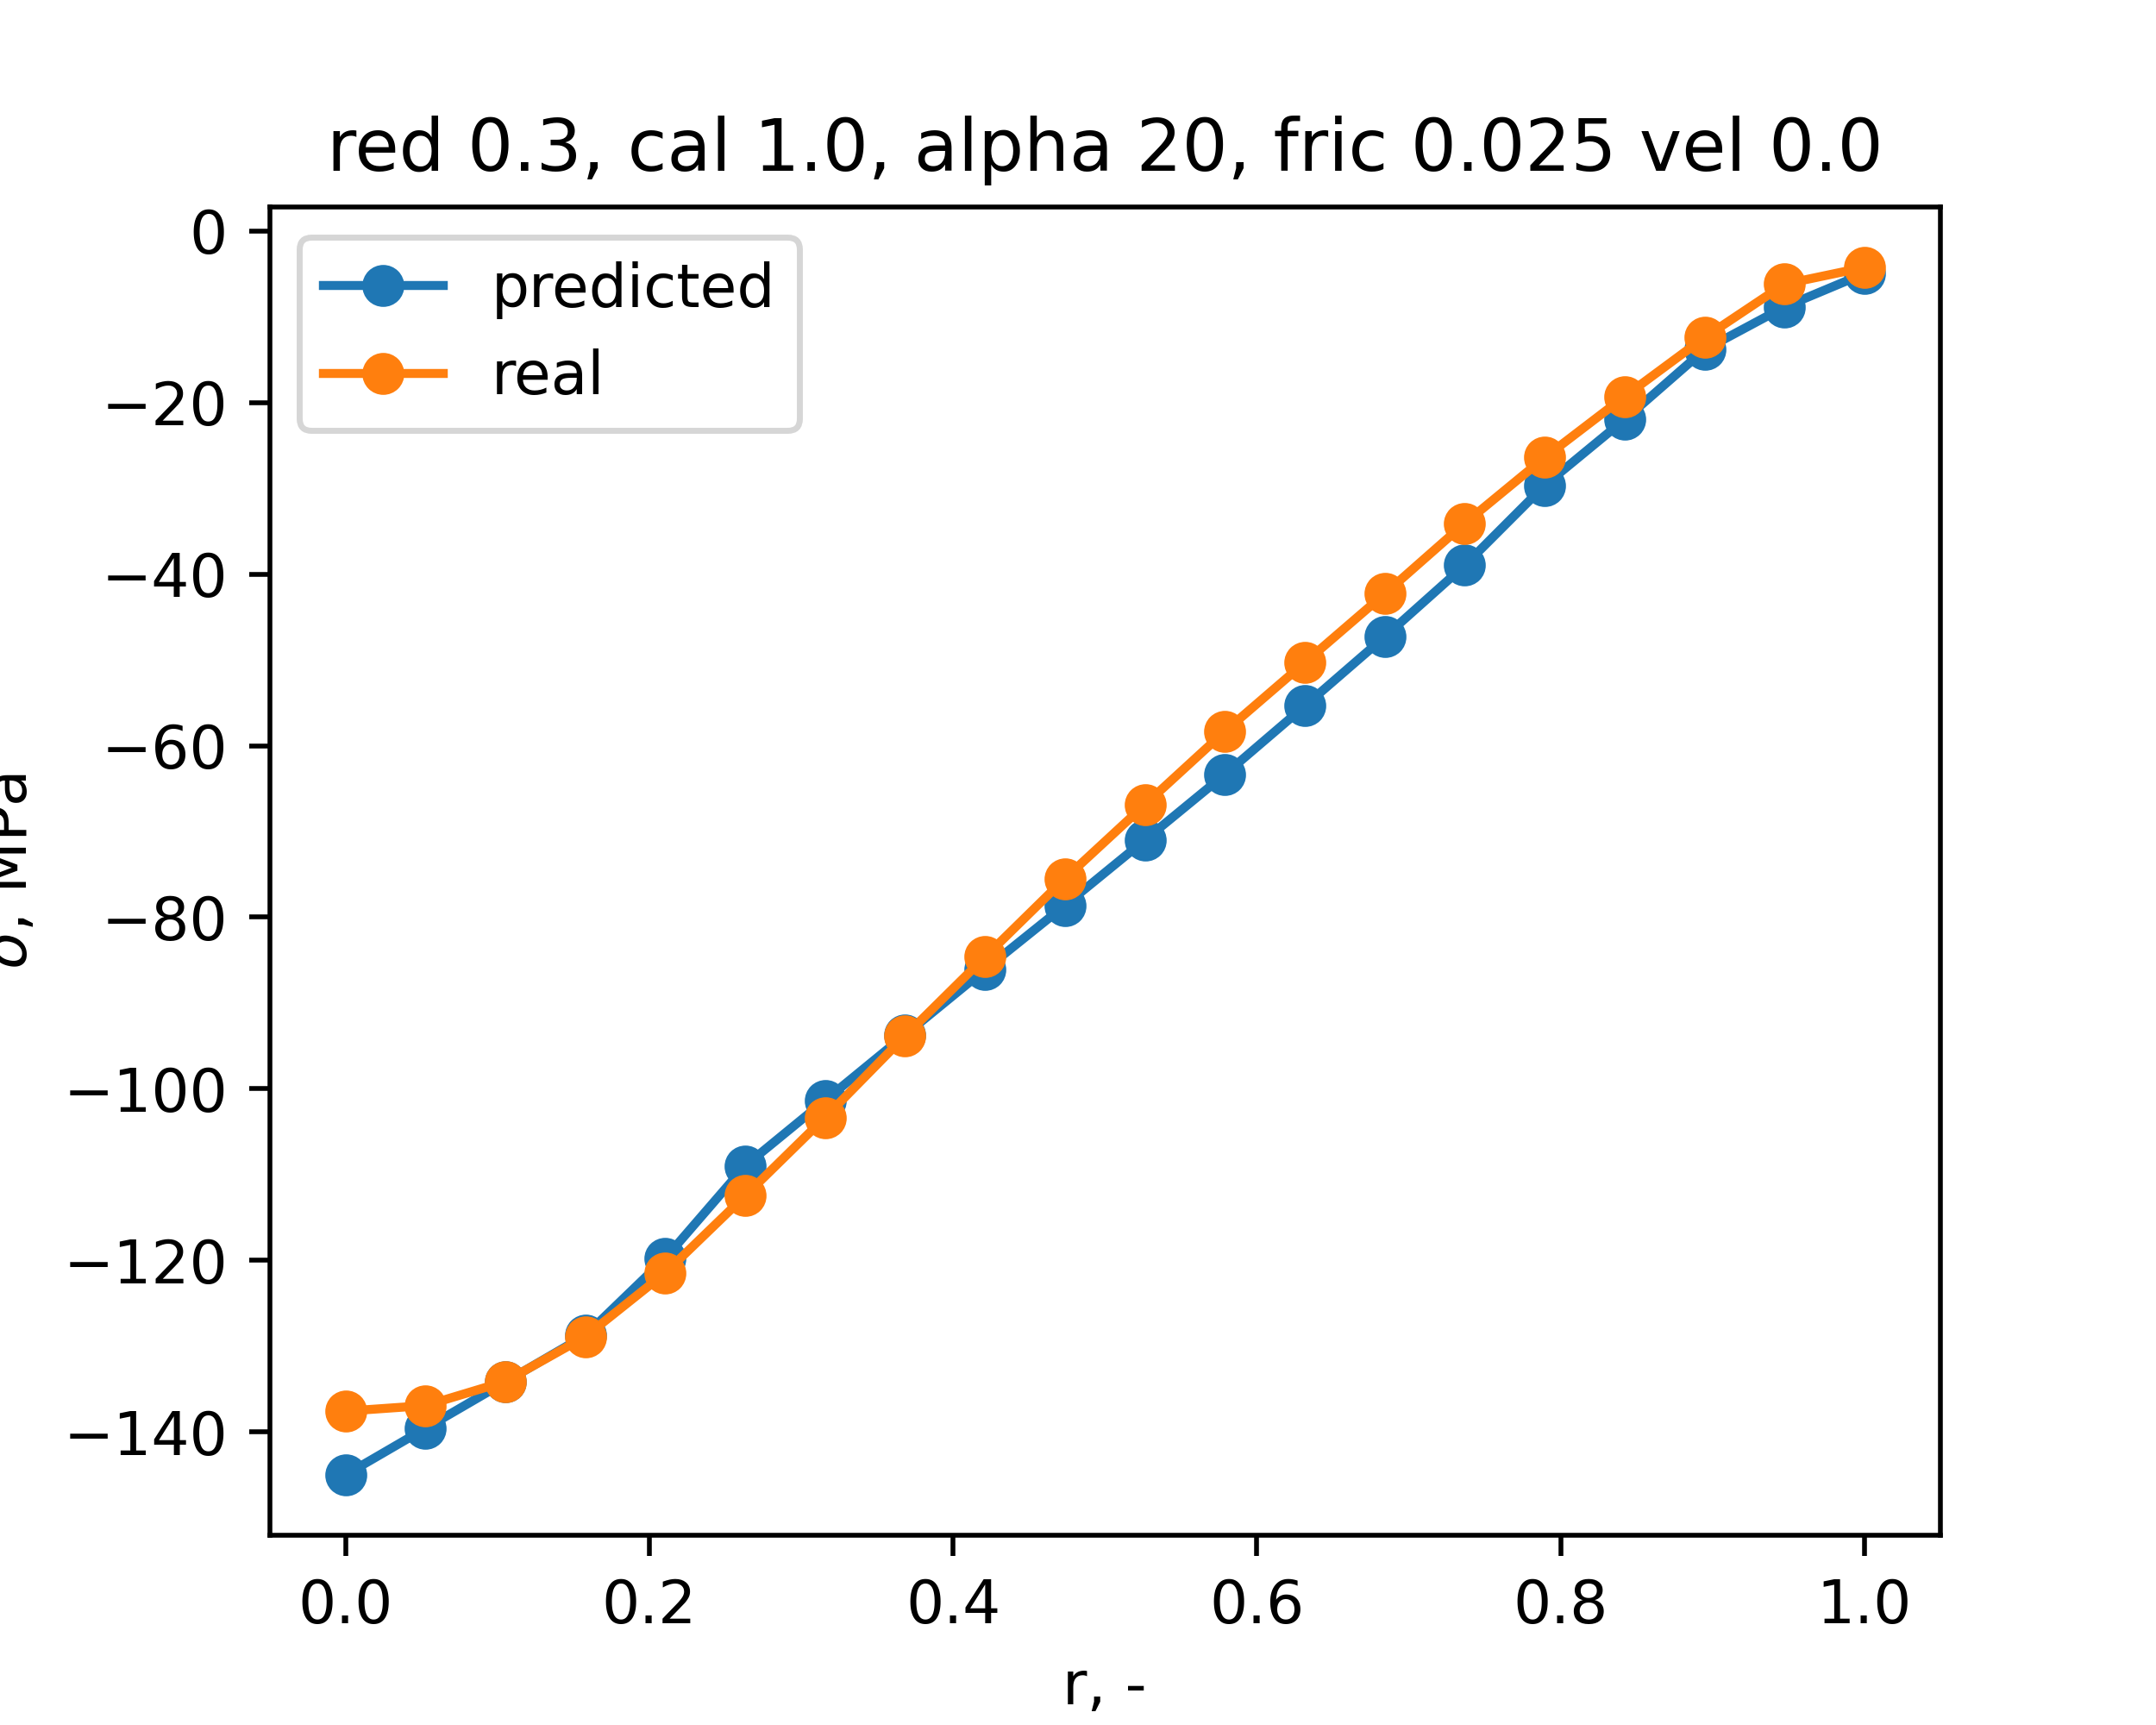 red 0.3, cal 1.0, alpha 20, fric 0.025 vel 0.0
predicted
real
0
−20
−40
−60
−80
−100
−120
−140
σ, MPa
0.0 0.2 0.4 0.6 0.8 1.0
r, -